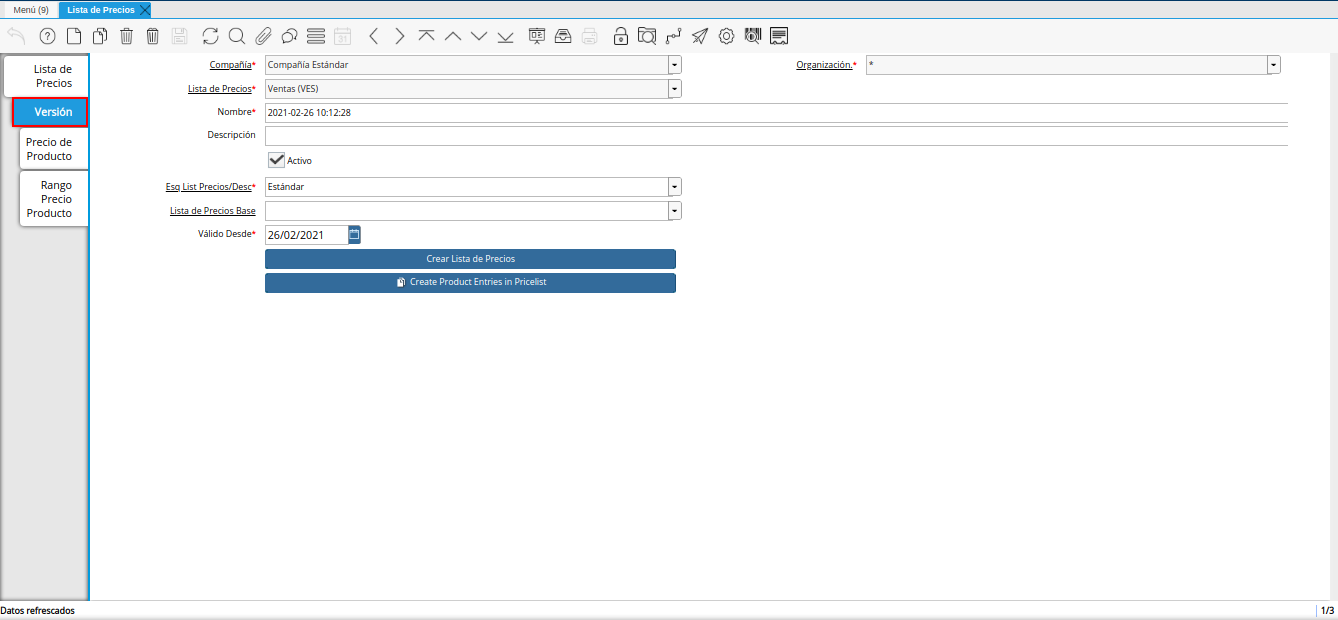 Menú (9) Lista de Precios
31
Lista de
Precios
Versión
Precio de
Producto
Rango
Precio
Producto
Compañía* Compañía Estándar Organización.* *
Lista de Precios* Ventas (VES)
Nombre* 2021-02-26 10:12:28
Descripción
Activo
Esq List Precios/Desc* Estándar
Lista de Precios Base
Válido Desde* 26/02/2021
Crear Lista de Precios
Create Product Entries in Pricelist
Datos refrescados 1/3